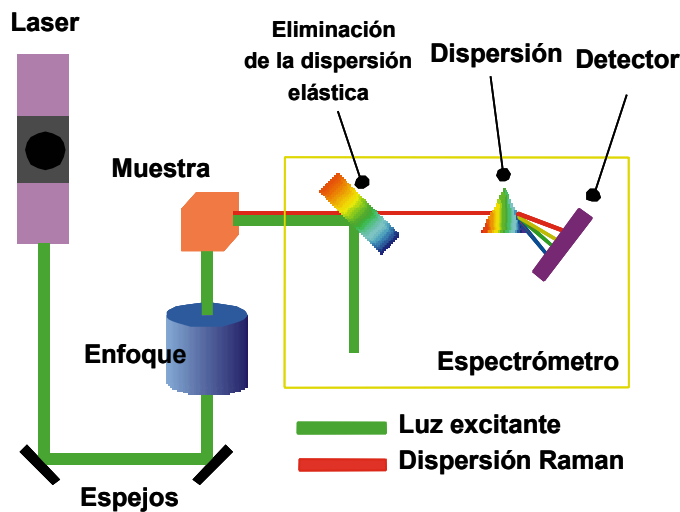 Laser
Eliminación
de la dispersión
elástica
Dispersión
Detector
Muestra
Enfoque
Espectrómetro
Luz excitante
Dispersión Raman
Espejos